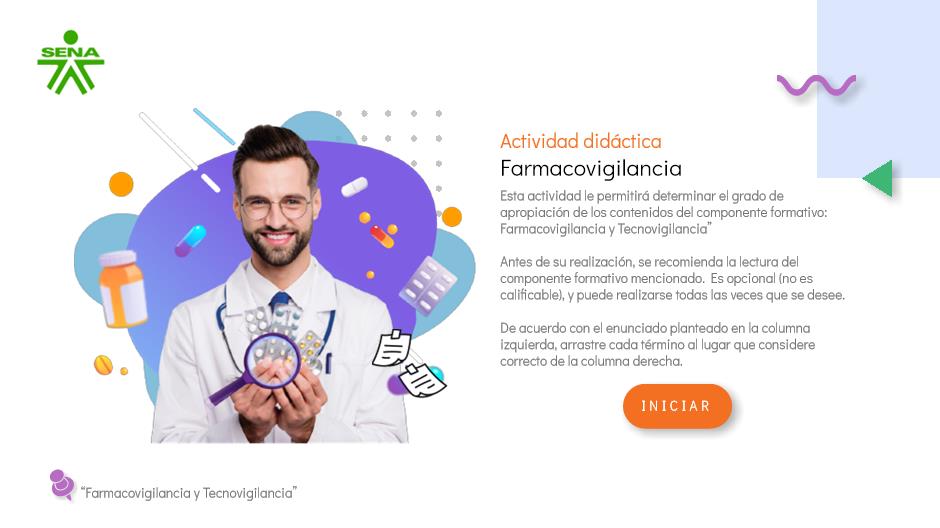 SENA
Actividad didáctica
Farmacovigilancia
Esta actividad le permitirá determinar el grado de
apropiación de los contenidos del componente formativo:
Farmacovigilancia y Tecnovigilancia”
Antes de su realización, se recomienda la lectura del
componente formativo mencionado. Es opcional (no es
calificable), y puede realizarse todas las veces que se desee.
De acuerdo con el enunciado planteado en la columna
izquierda, arrastre cada término al lugar que considere
correcto de la columna derecha.
INICIAR
“Farmacovigilancia y Tecnovigilancia”